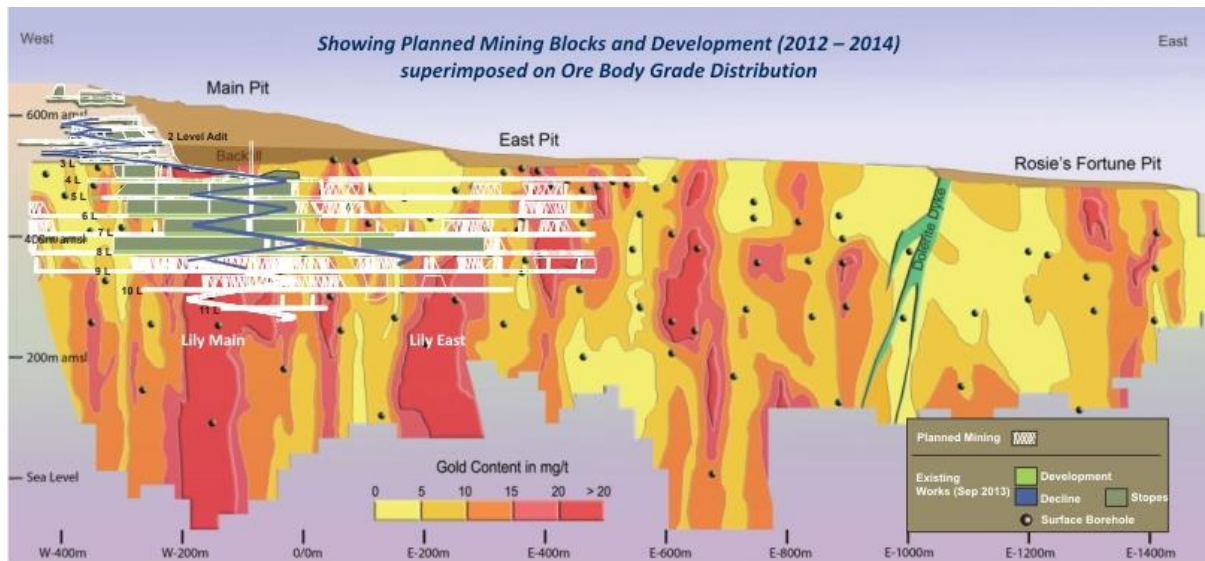 West
East
Showing Planned Mining Blocks and Development (2012 – 2014)
superimposed on Ore Body Grade Distribution
Main Pit
600m amsl
2 Level Adit
East Pit
Backfill
Rosie's Fortune Pit
3 L
4 L
5 L
6 L
7 L
400m amsl
8 L
9 L
10 L
11 L
Dolerite Dyke
Lily Main
Lily East
200m amsl
Sea Level
Gold Content in mg/t
0 5 10 15 20 > 20
Planned Mining
Existing
Works (Sep 2013)
Development
Decline
Stopes
Surface Borehole
W-400m W-200m 0/0m E-200m E-400m E-600m E-800m E-1000m E-1200m E-1400m